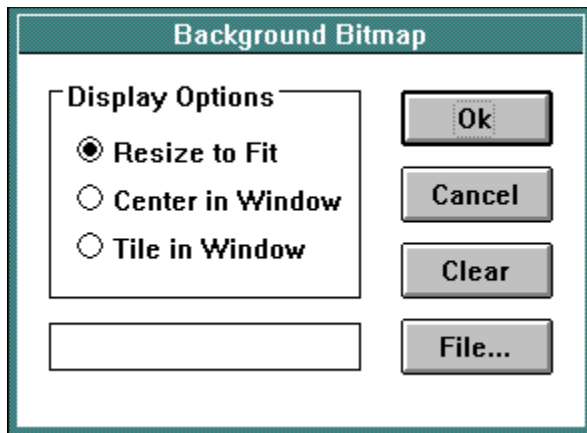 Background Bitmap
Display Options
Resize to Fit
Center in Window
Tile in Window
Ok
Cancel
Clear
File...